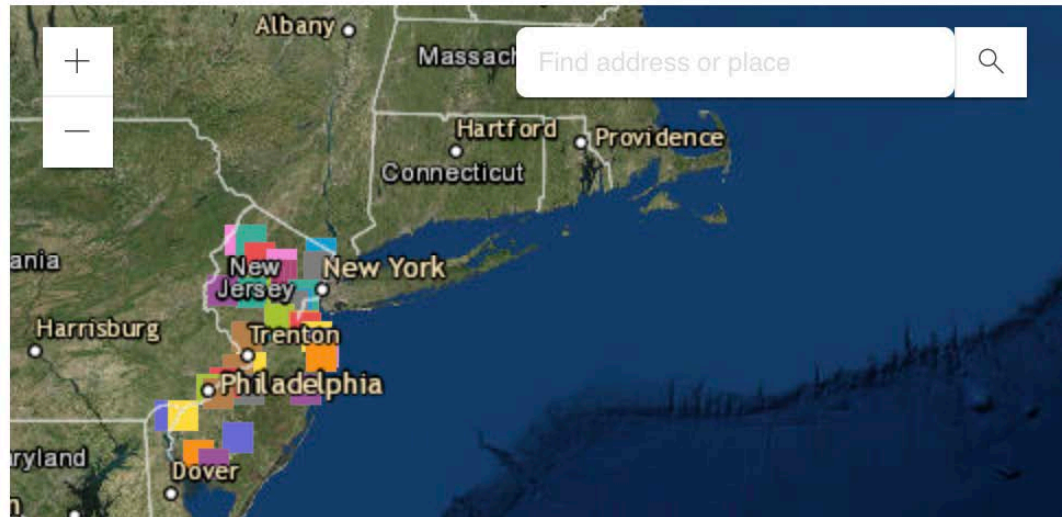 Albany
+
Massach
Find address or place
−
Hartford
Providence
Connecticut
ania
New
Jersey
New York
Harrisburg
Trenton
Philadelphia
ryland
Dover
n